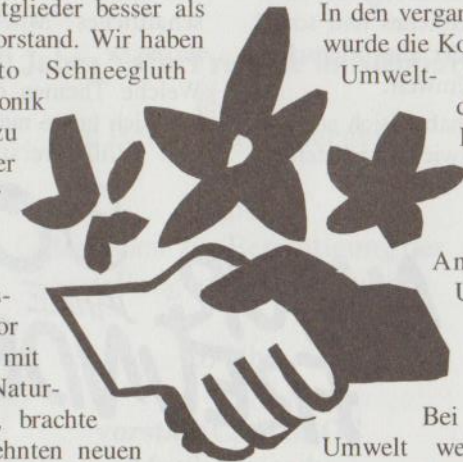 tglieder besser als
orstand. Wir haben
to Schneegluth
onik
zu
er
s-
or
mit
Natur-
, brachte
ehnten neuen
In den vergan
wurde die Ko
Umwelt-
An
U
Bei
Umwelt we